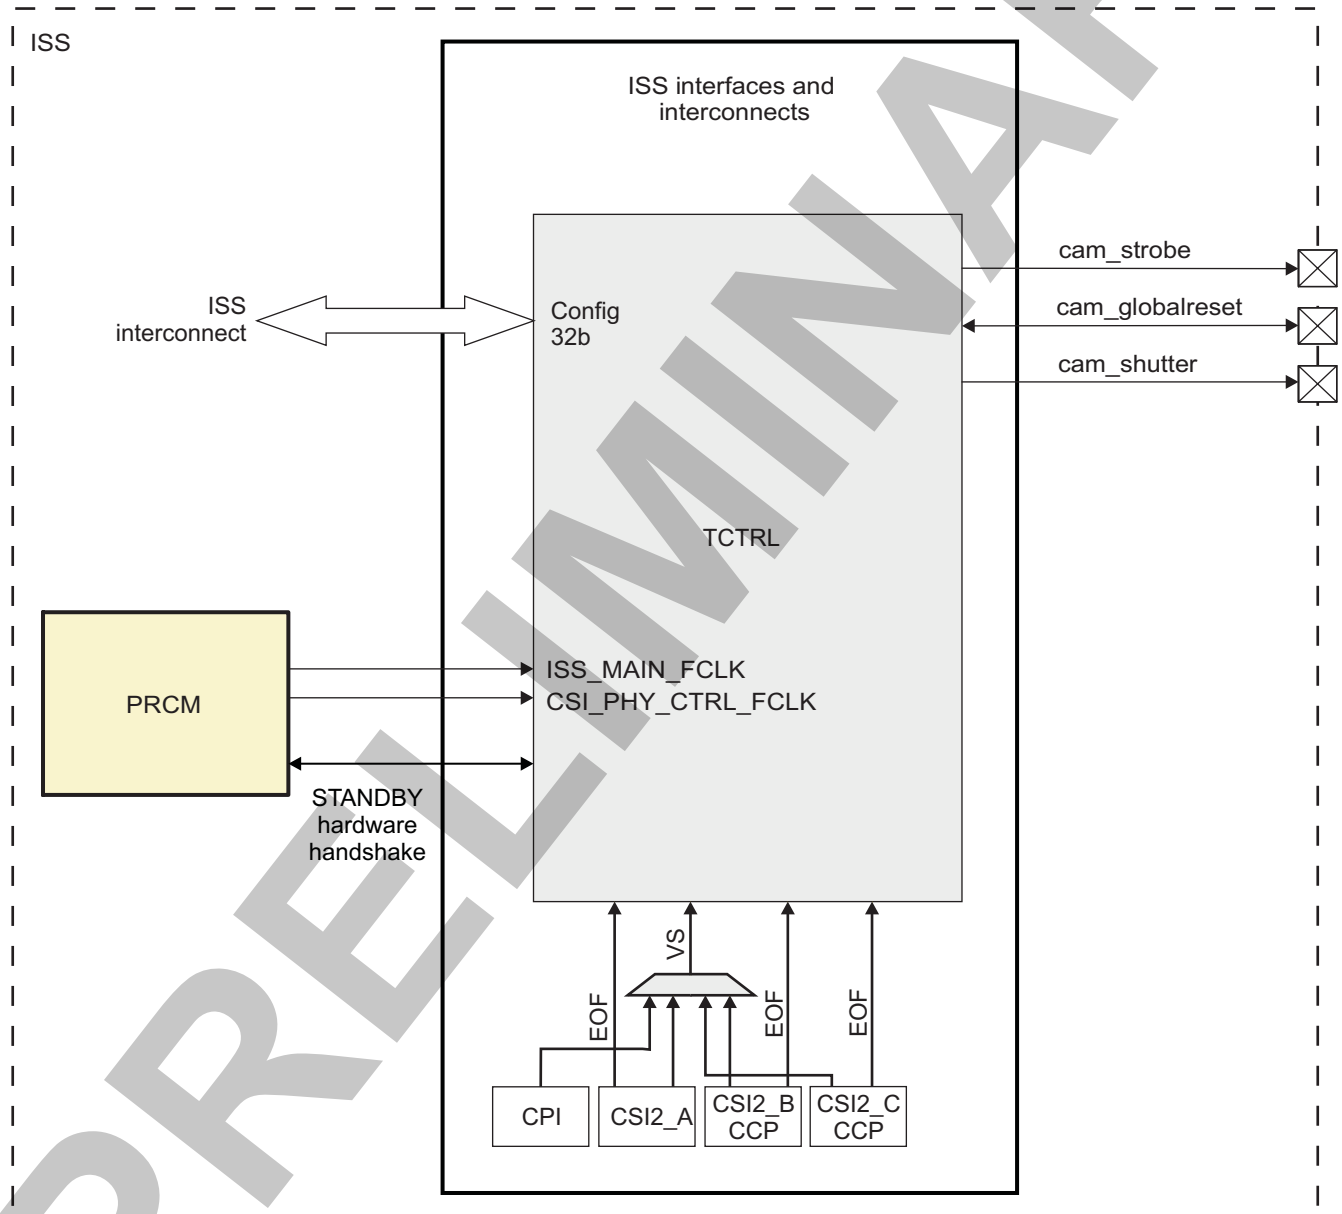 ISS
ISS interfaces and
interconnects
cam_strobe
cam_globalreset
cam_shutter
ISS
interconnect
Config
32b
TCTRL
PRCM
ISS_MAIN_FCLK
CSI_PHY_CTRL_FCLK
STANDBY
hardware
handshake
VS
EOF
EOF
EOF
CPI
CSI2_A
CSI2_B
CCP
CSI2_C
CCP
PRELIMINAR